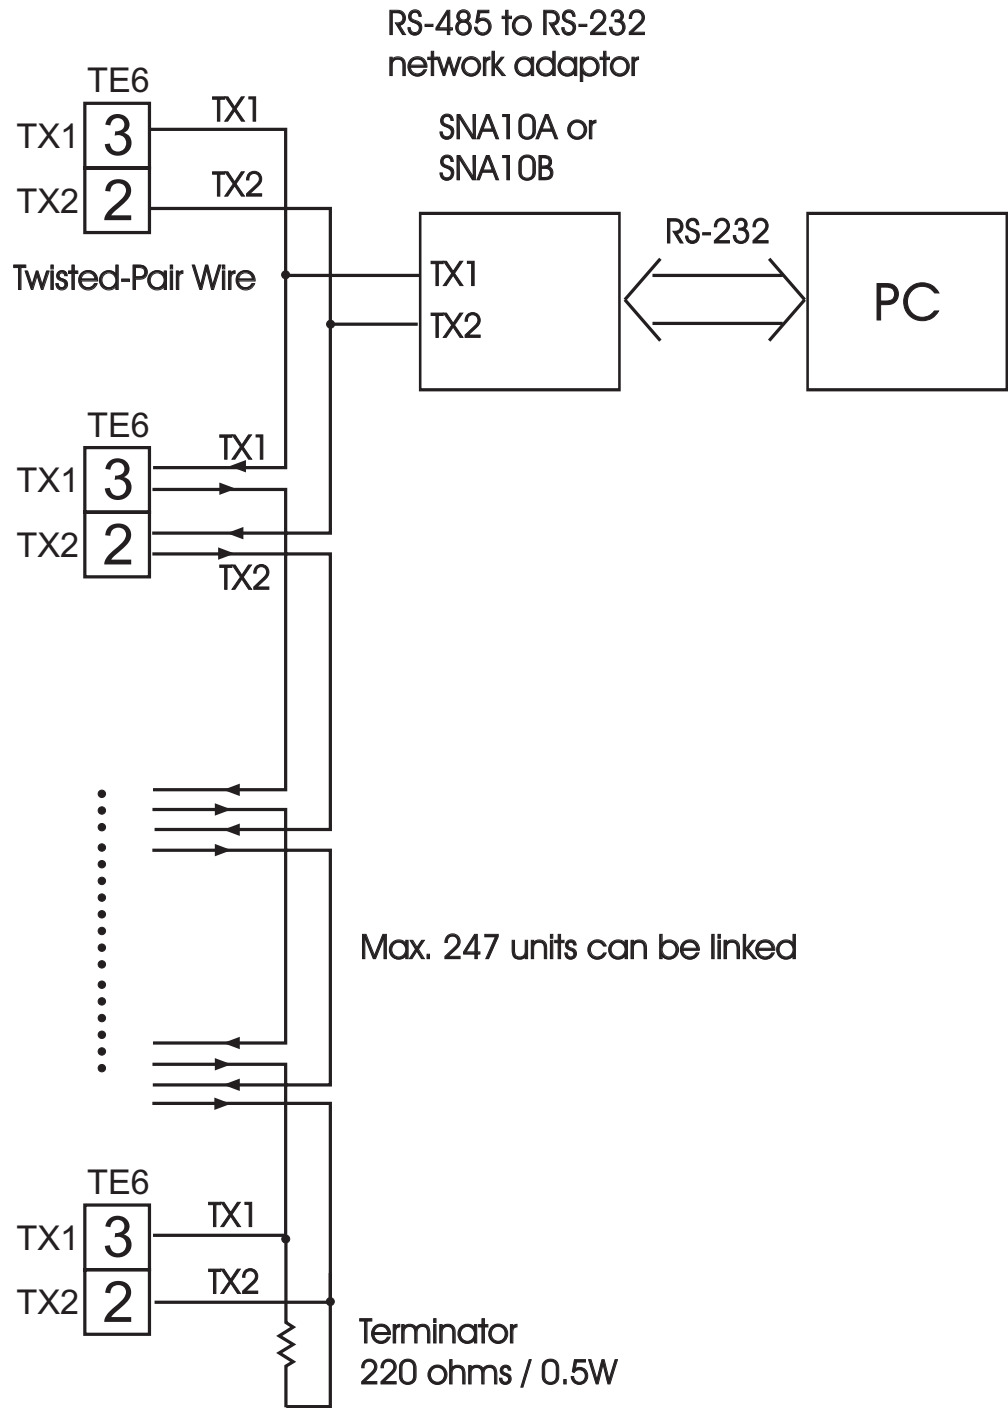 RS-485 to RS-232
network adaptor
TE6
TX1 3 TX1
SNA10A or
SNA10B
TX2 2 TX2
RS-232
Twisted-Pair Wire
TX1
PC
TX2
TE6
TX1 3 TX1
TX2 2
TX2
Max. 247 units can be linked
TE6
TX1 3 TX1
TX2 2 TX2
Terminator
220 ohms / 0.5W